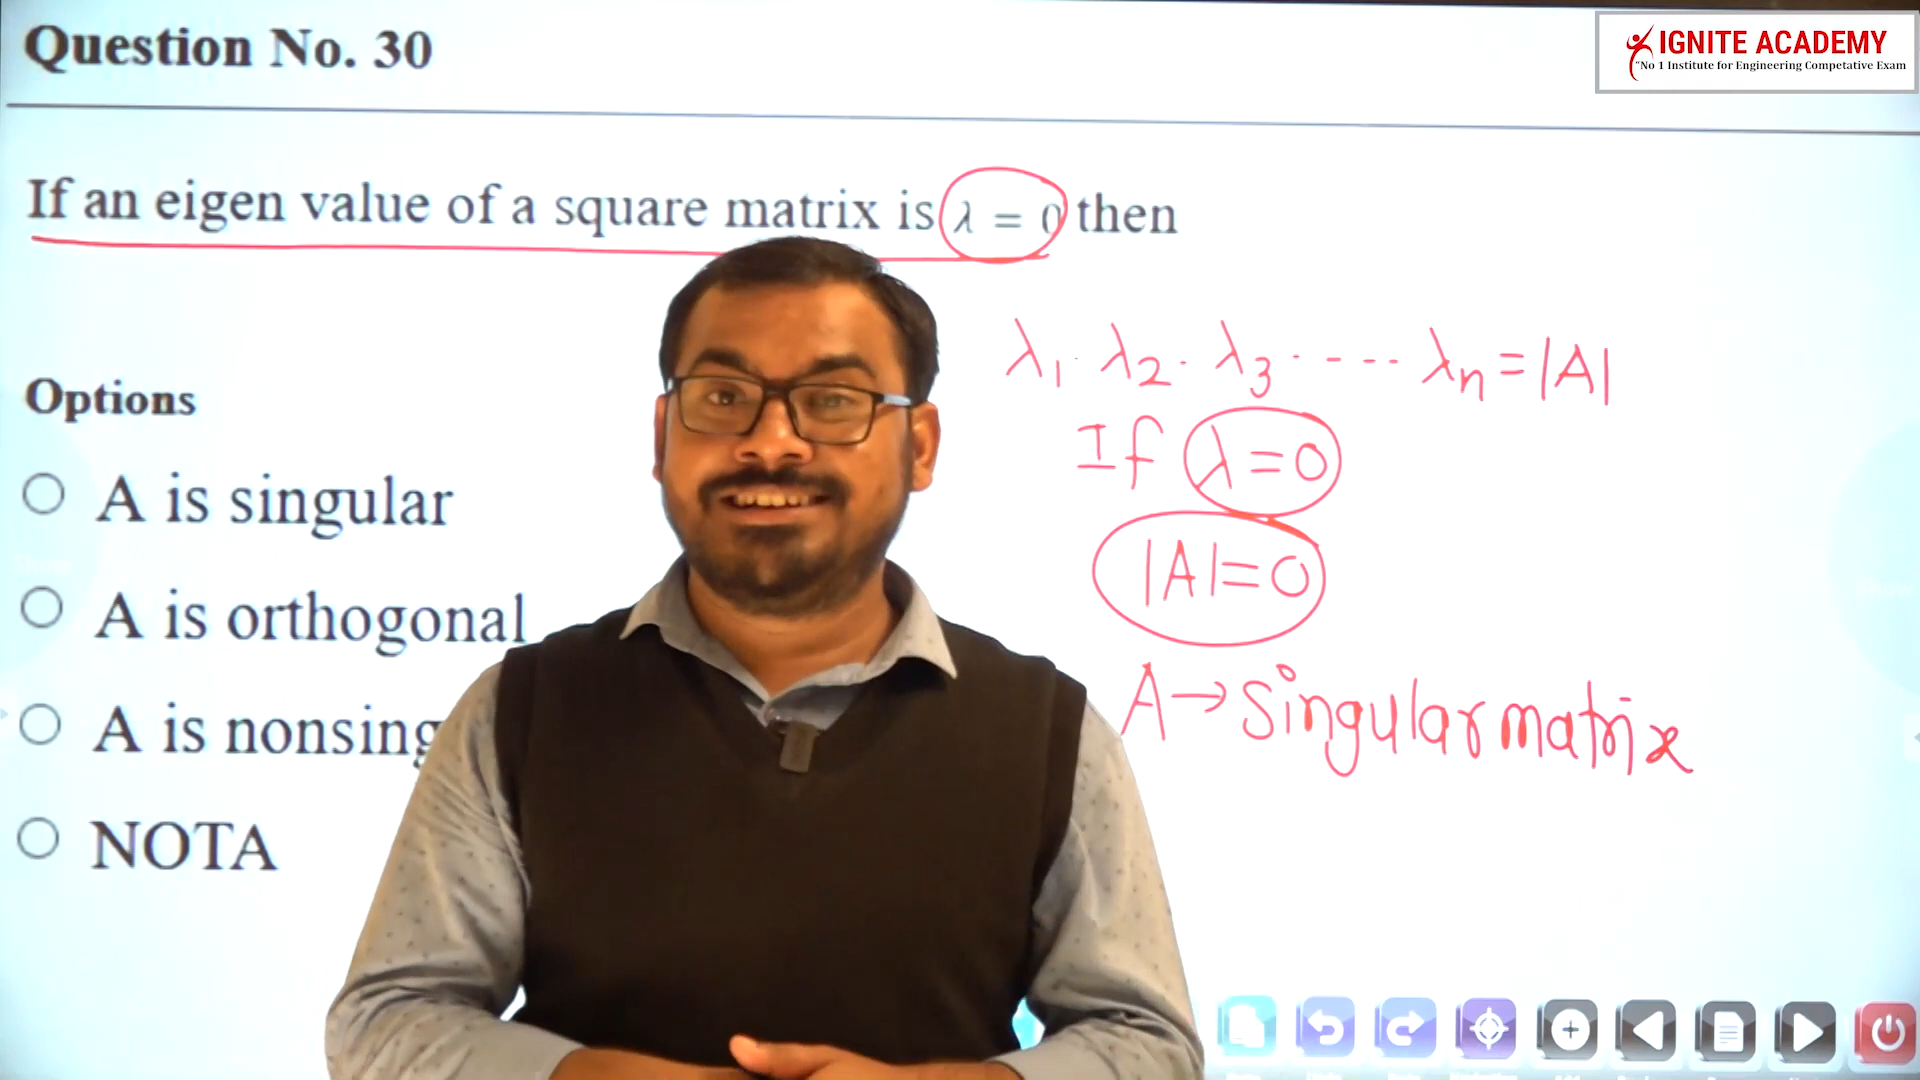 Question No. 30
IGNITE ACADEMY
"No 1 Institute for Engineering Competative Exam
If an eigen value of a square matrix is λ = 0 then
λ₁ · λ₂ · λ₃ · - - - · λₙ = |A|
Options
If λ = 0
A is singular
|A| = 0
A is orthogonal
A → Singular matrix
A is nonsing
NOTA